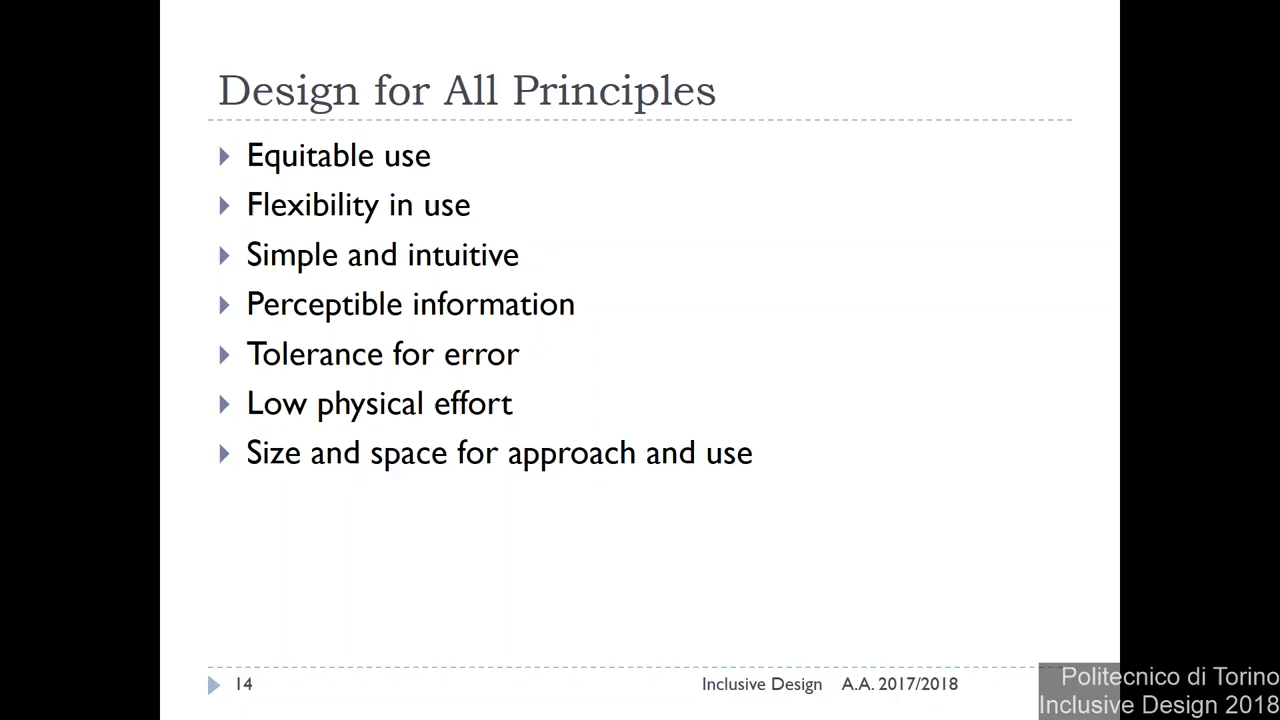 Design for All Principles
Equitable use
Flexibility in use
Simple and intuitive
Perceptible information
Tolerance for error
Low physical effort
Size and space for approach and use
14 Inclusive Design A.A. 2017/2018
Politecnico di Torino
Inclusive Design 2018